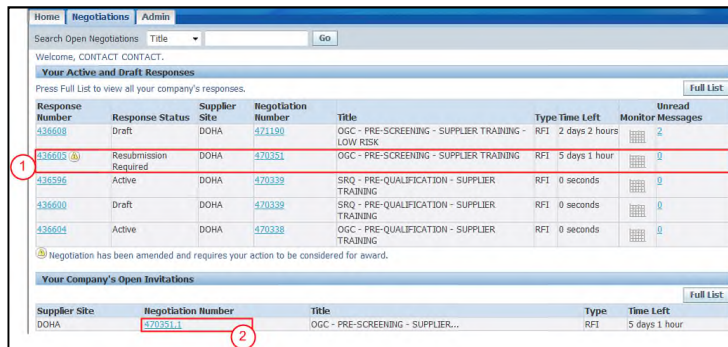 Home Negotiations Admin
Search Open Negotiations Title Go
Welcome, CONTACT CONTACT.
Your Active and Draft Responses
Press Full List to view all your company's responses. Full List
Response Number Response Status Supplier Site Negotiation Number Title Type Time Left Monitor Unread Messages
436608 Draft DOHA 471190 OGC - PRE-SCREENING - SUPPLIER TRAINING - LOW RISK RFI 2 days 2 hours 2
1 436605 Resubmission Required DOHA 470351 OGC - PRE-SCREENING - SUPPLIER TRAINING RFI 5 days 1 hour 0
436596 Active DOHA 470339 SRQ - PRE-QUALIFICATION - SUPPLIER TRAINING RFI 0 seconds 0
436600 Draft DOHA 470339 SRQ - PRE-QUALIFICATION - SUPPLIER TRAINING RFI 0 seconds 0
436604 Active DOHA 470338 OGC - PRE-QUALIFICATION - SUPPLIER TRAINING RFI 0 seconds 0
Negotiation has been amended and requires your action to be considered for award.
Your Company's Open Invitations
Full List
Supplier Site Negotiation Number Title Type Time Left
DOHA 470351.1 OGC - PRE-SCREENING - SUPPLIER... RFI 5 days 1 hour
2